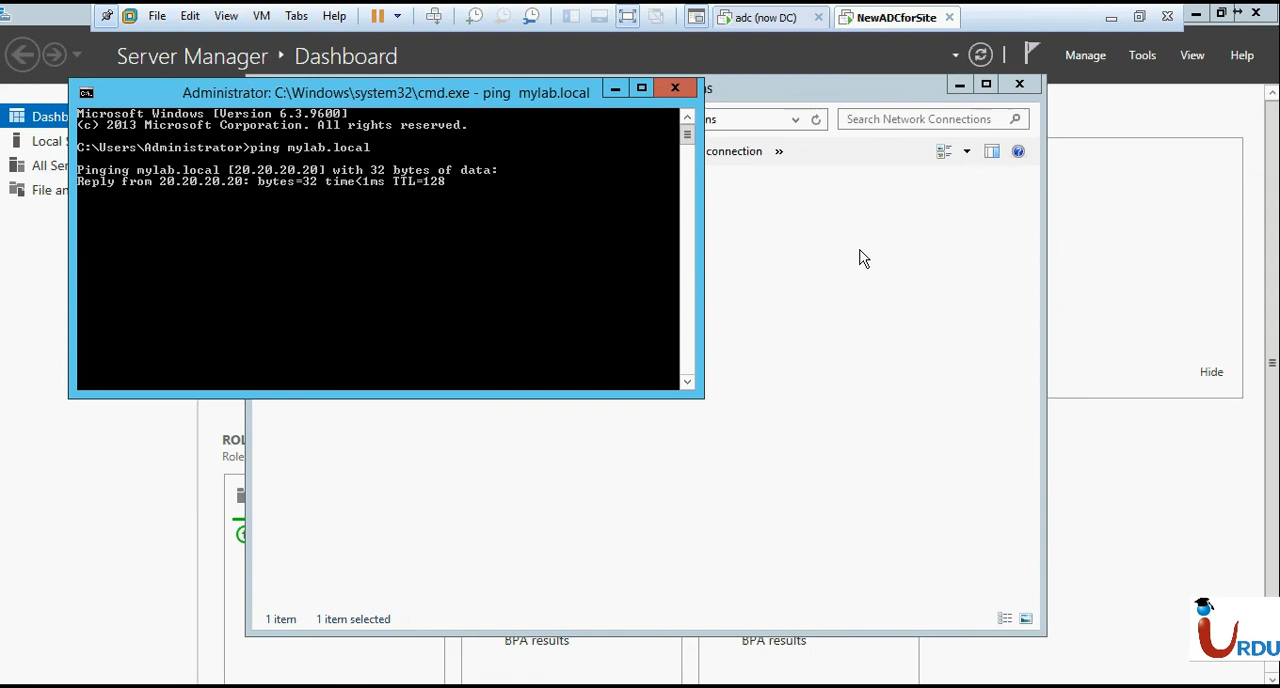 File Edit View VM Tabs Help adc (now DC) NewADCforSite
Server Manager Dashboard Manage Tools View Help
Administrator: C:\Windows\system32\cmd.exe - ping mylab.local
Microsoft Windows [Version 6.3.9600]
(c) 2013 Microsoft Corporation. All rights reserved.
C:\Users\Administrator>ping mylab.local
Pinging mylab.local [20.20.20.20] with 32 bytes of data:
Reply from 20.20.20.20: bytes=32 time<1ms TTL=128
ns
ns Search Network Connections
connection »
Dashb
Local S
All Ser
File an
Hide
ROL
Role
1 item 1 item selected
BPA results BPA results
iURDU